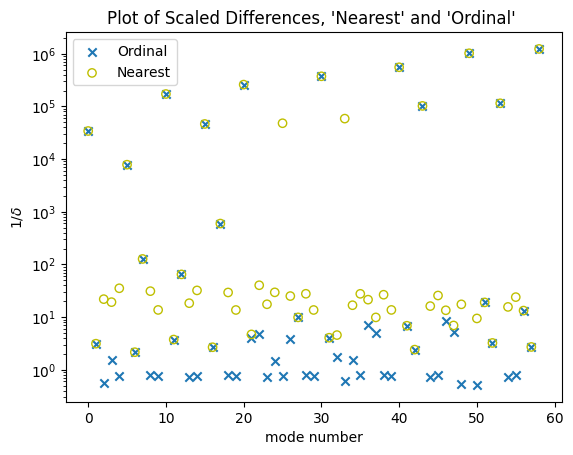 Plot of Scaled Differences, 'Nearest' and 'Ordinal'
Ordinal
Nearest
10⁶
10⁵
10⁴
10³
10²
10¹
10⁰
1/δ
0 10 20 30 40 50 60
mode number